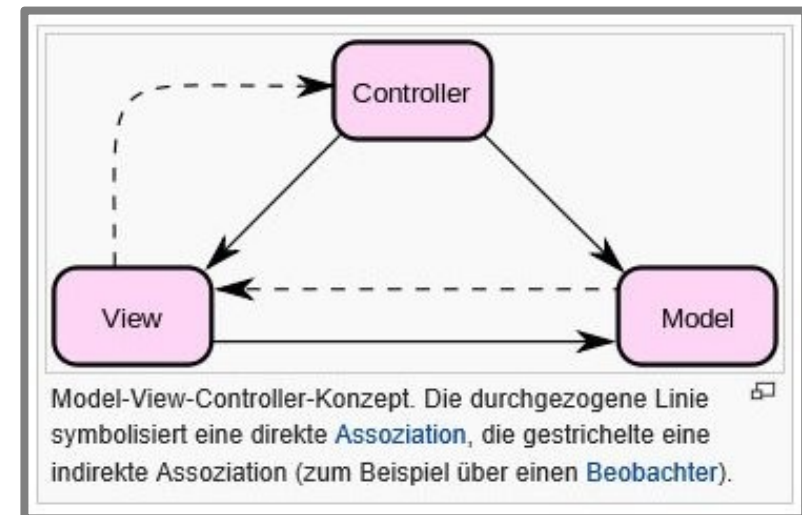 Controller
View
Model
Model-View-Controller-Konzept. Die durchgezogene Linie
symbolisiert eine direkte Assoziation, die gestrichelte eine
indirekte Assoziation (zum Beispiel über einen Beobachter).